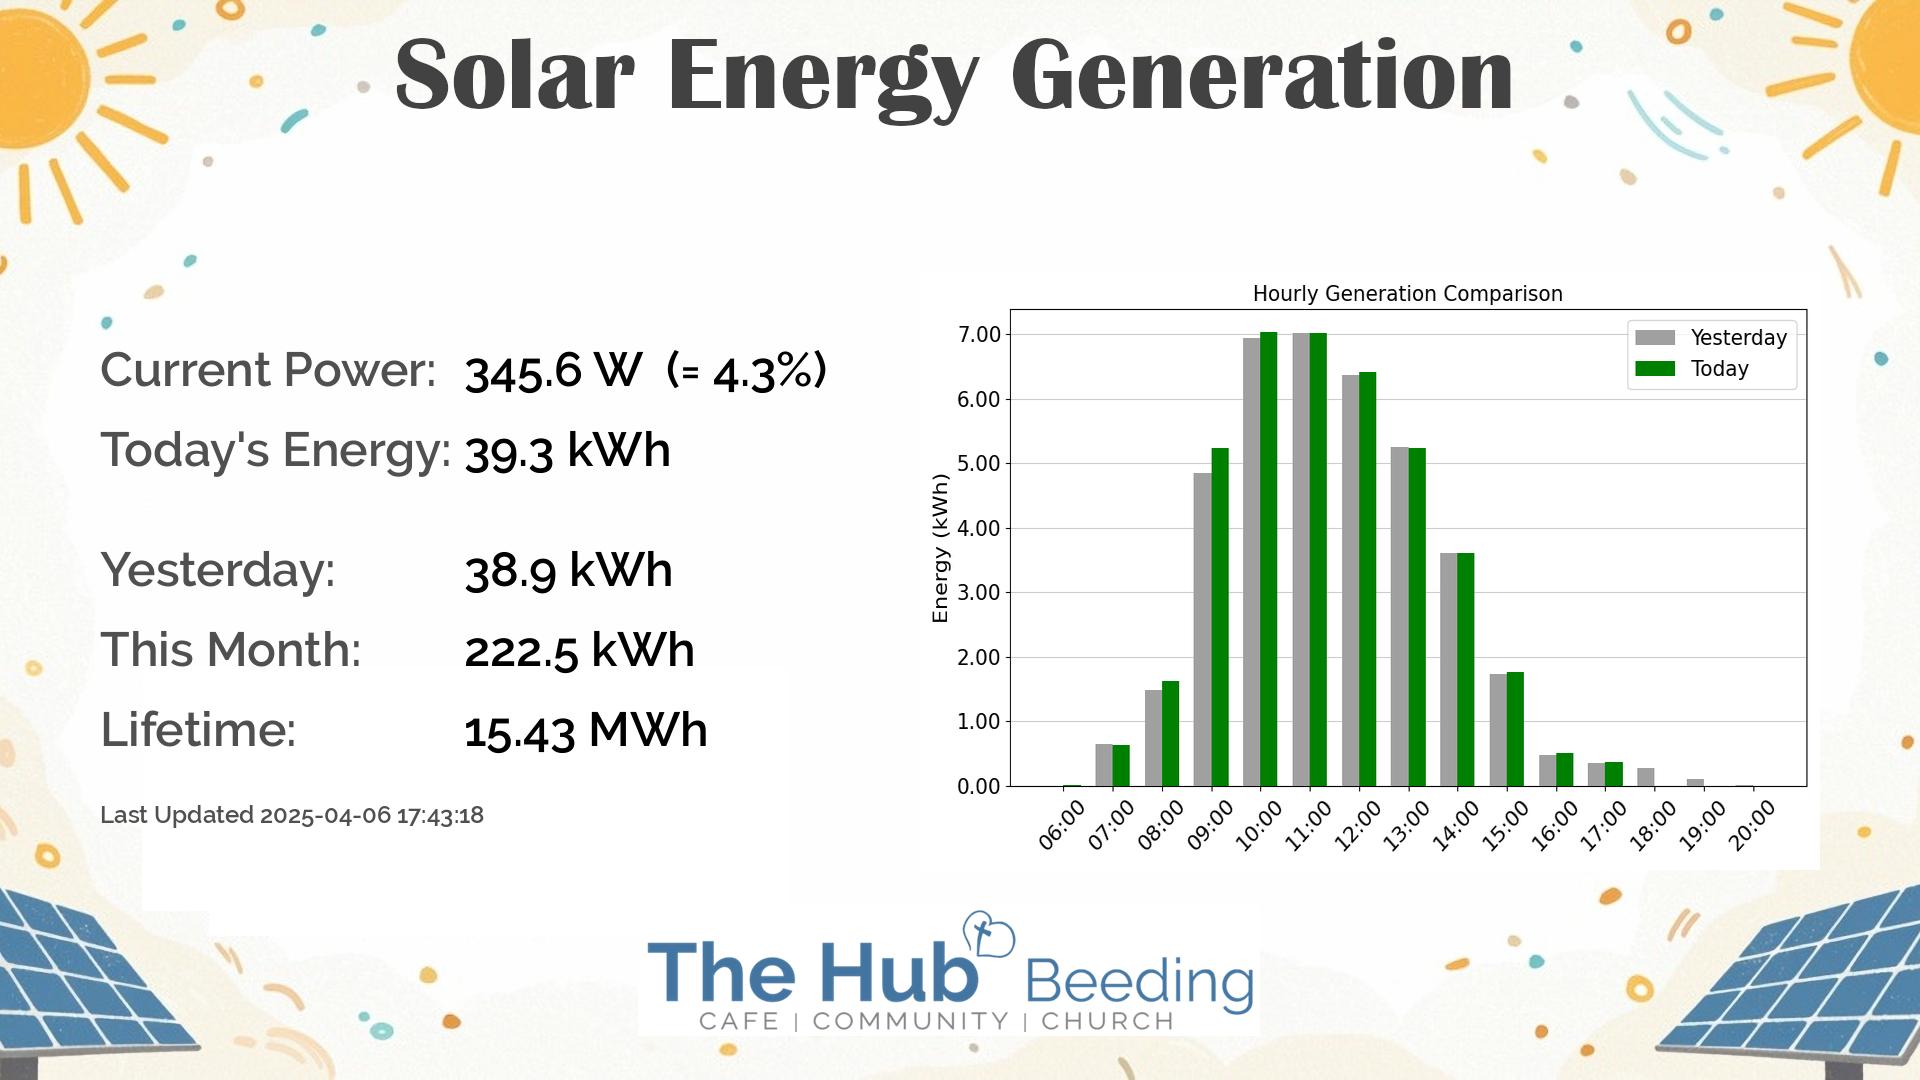 Solar Energy Generation
Current Power: 345.6 W (= 4.3%)
Today's Energy: 39.3 kWh
Yesterday: 38.9 kWh
This Month: 222.5 kWh
Lifetime: 15.43 MWh
Last Updated 2025-04-06 17:43:18
Hourly Generation Comparison
Yesterday
Today
Energy (kWh)
7.00
6.00
5.00
4.00
3.00
2.00
1.00
0.00
06:00 07:00 08:00 09:00 10:00 11:00 12:00 13:00 14:00 15:00 16:00 17:00 18:00 19:00 20:00
The Hub Beeding
CAFE | COMMUNITY | CHURCH